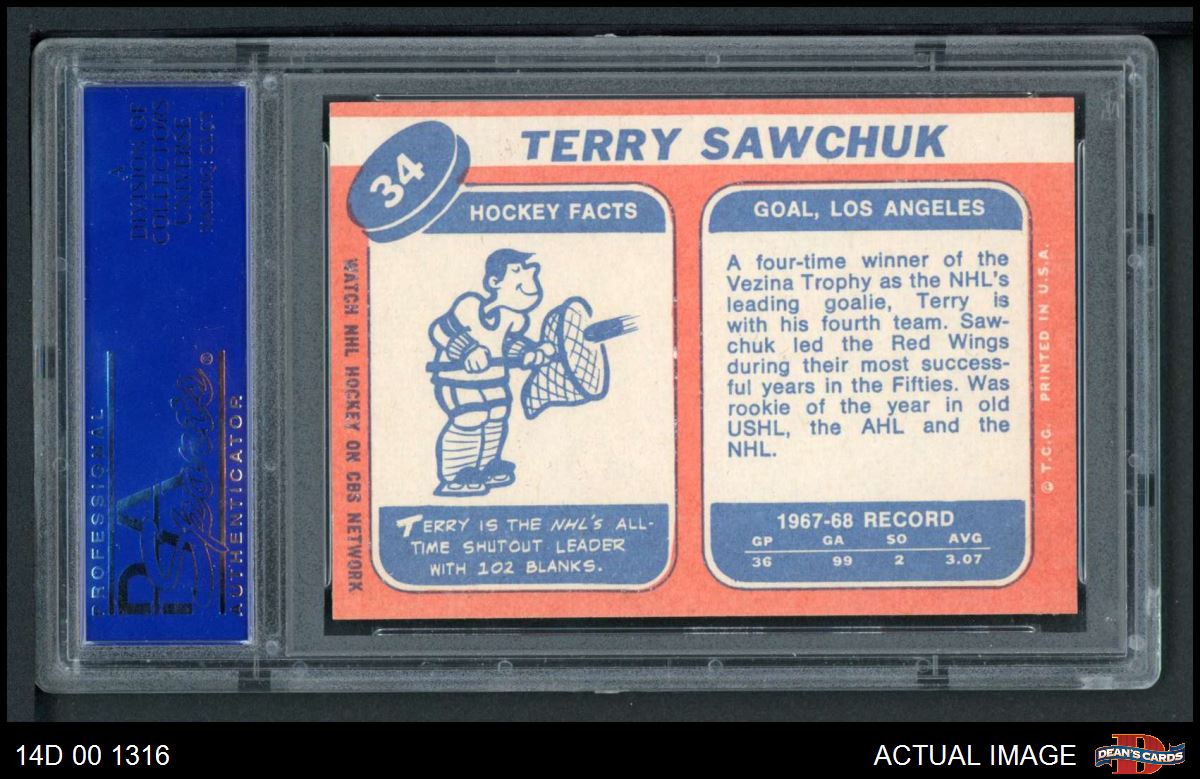 A
DIVISION OF
COLLECTORS
UNIVERSE
NASDAQ: CLCT
PROFESSIONAL
PSA
AUTHENTICATOR
®
34
TERRY SAWCHUK
HOCKEY FACTS
WATCH NHL HOCKEY ON CBS NETWORK
TERRY IS THE NHL'S ALL-
TIME SHUTOUT LEADER
WITH 102 BLANKS.
GOAL, LOS ANGELES
A four-time winner of the
Vezina Trophy as the NHL's
leading goalie, Terry is
with his fourth team. Saw-
chuk led the Red Wings
during their most success-
ful years in the Fifties. Was
rookie of the year in old
USHL, the AHL and the
NHL.
1967-68 RECORD
GP GA SO AVG
36 99 2 3.07
© T.C.G. PRINTED IN U.S.A.
14D 00 1316
ACTUAL IMAGE
D
DEAN'S CARDS